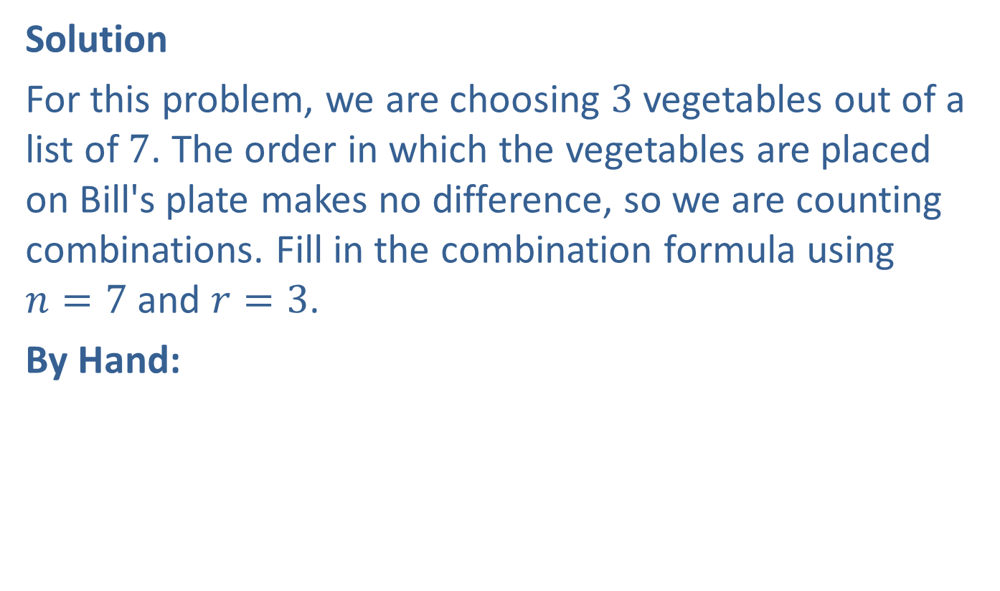 Solution
For this problem, we are choosing 3 vegetables out of a
list of 7. The order in which the vegetables are placed
on Bill's plate makes no difference, so we are counting
combinations. Fill in the combination formula using
n = 7 and r = 3.
By Hand: